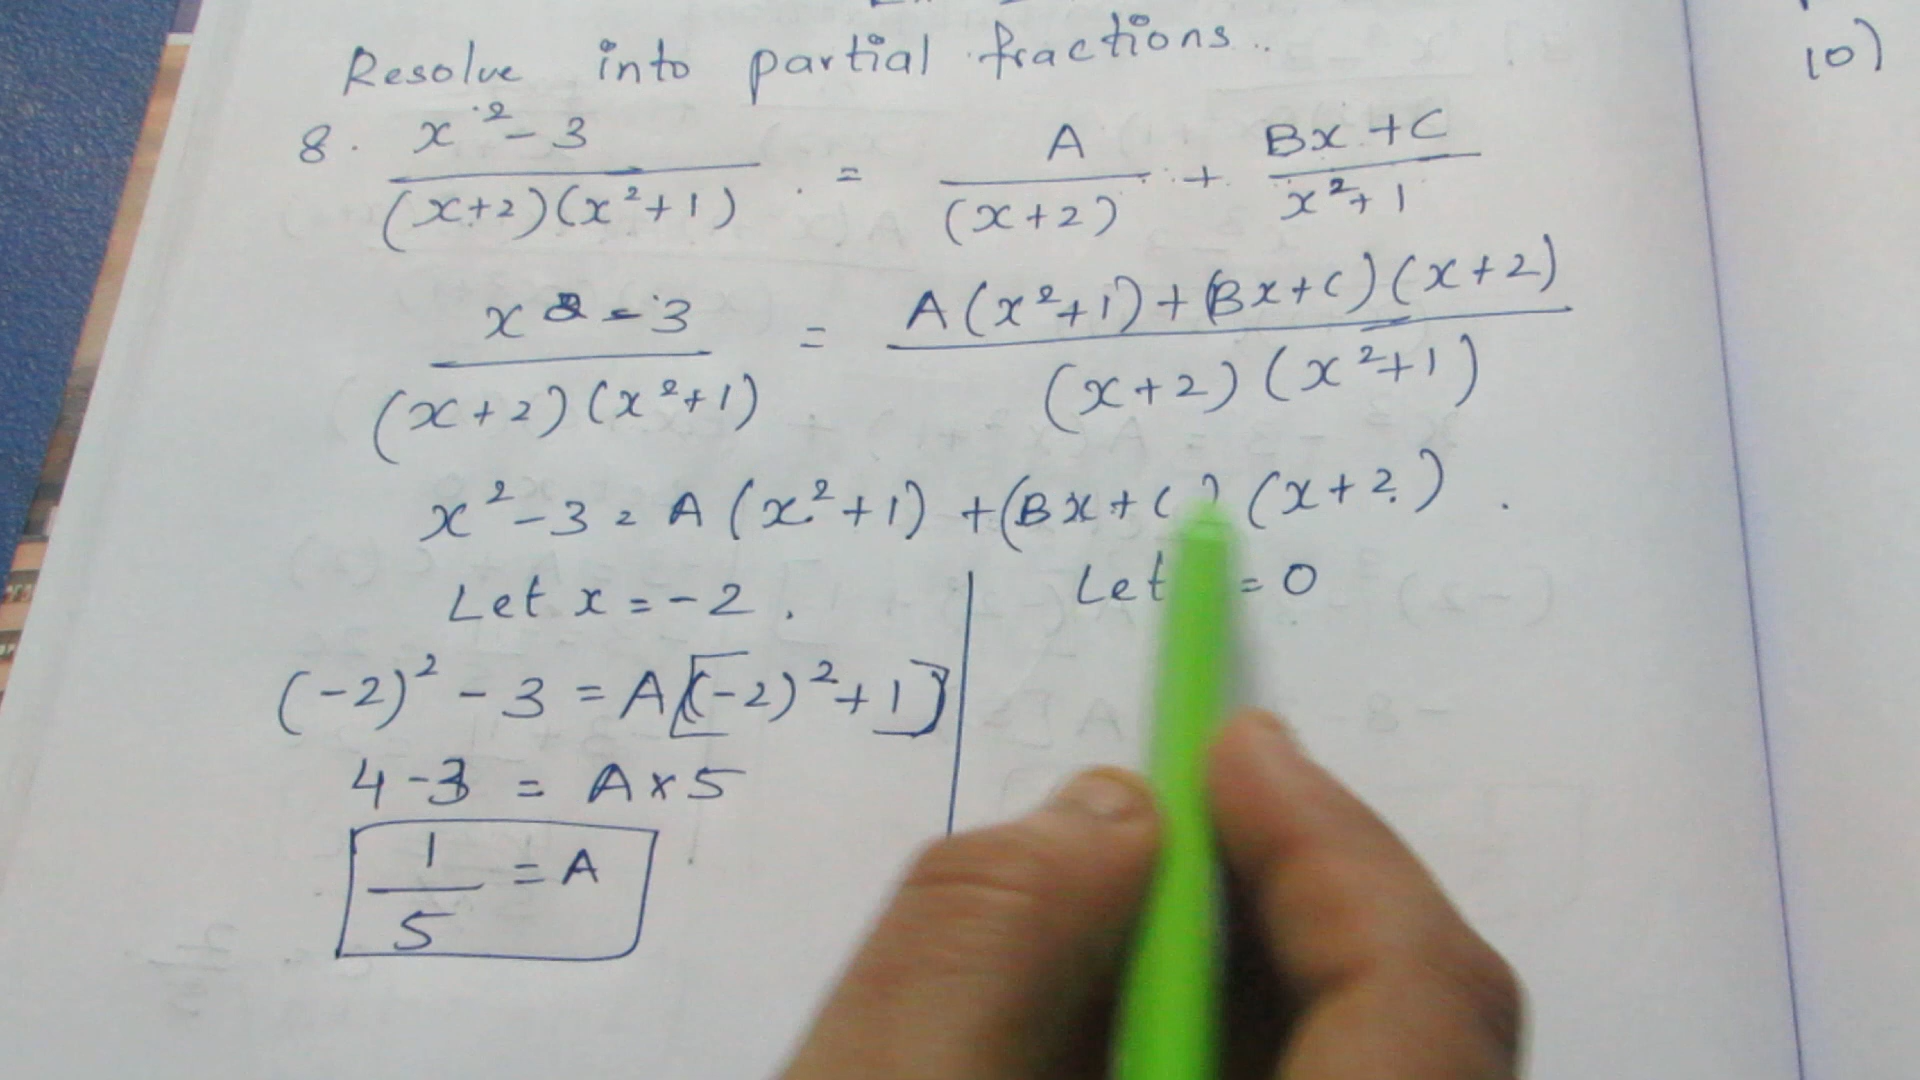 Resolve into partial fractions..
8. x² - 3 / (x+2)(x²+1) = A / (x+2) + Bx + C / x²+1
x² - 3 / (x+2)(x²+1) = A(x²+1) + (Bx+C)(x+2) / (x+2)(x²+1)
x² - 3 = A(x²+1) + (Bx+C)(x+2).
Let x = -2.
(-2)² - 3 = A[(-2)²+1]
4 - 3 = A x 5
1 / 5 = A
Let = 0
10)